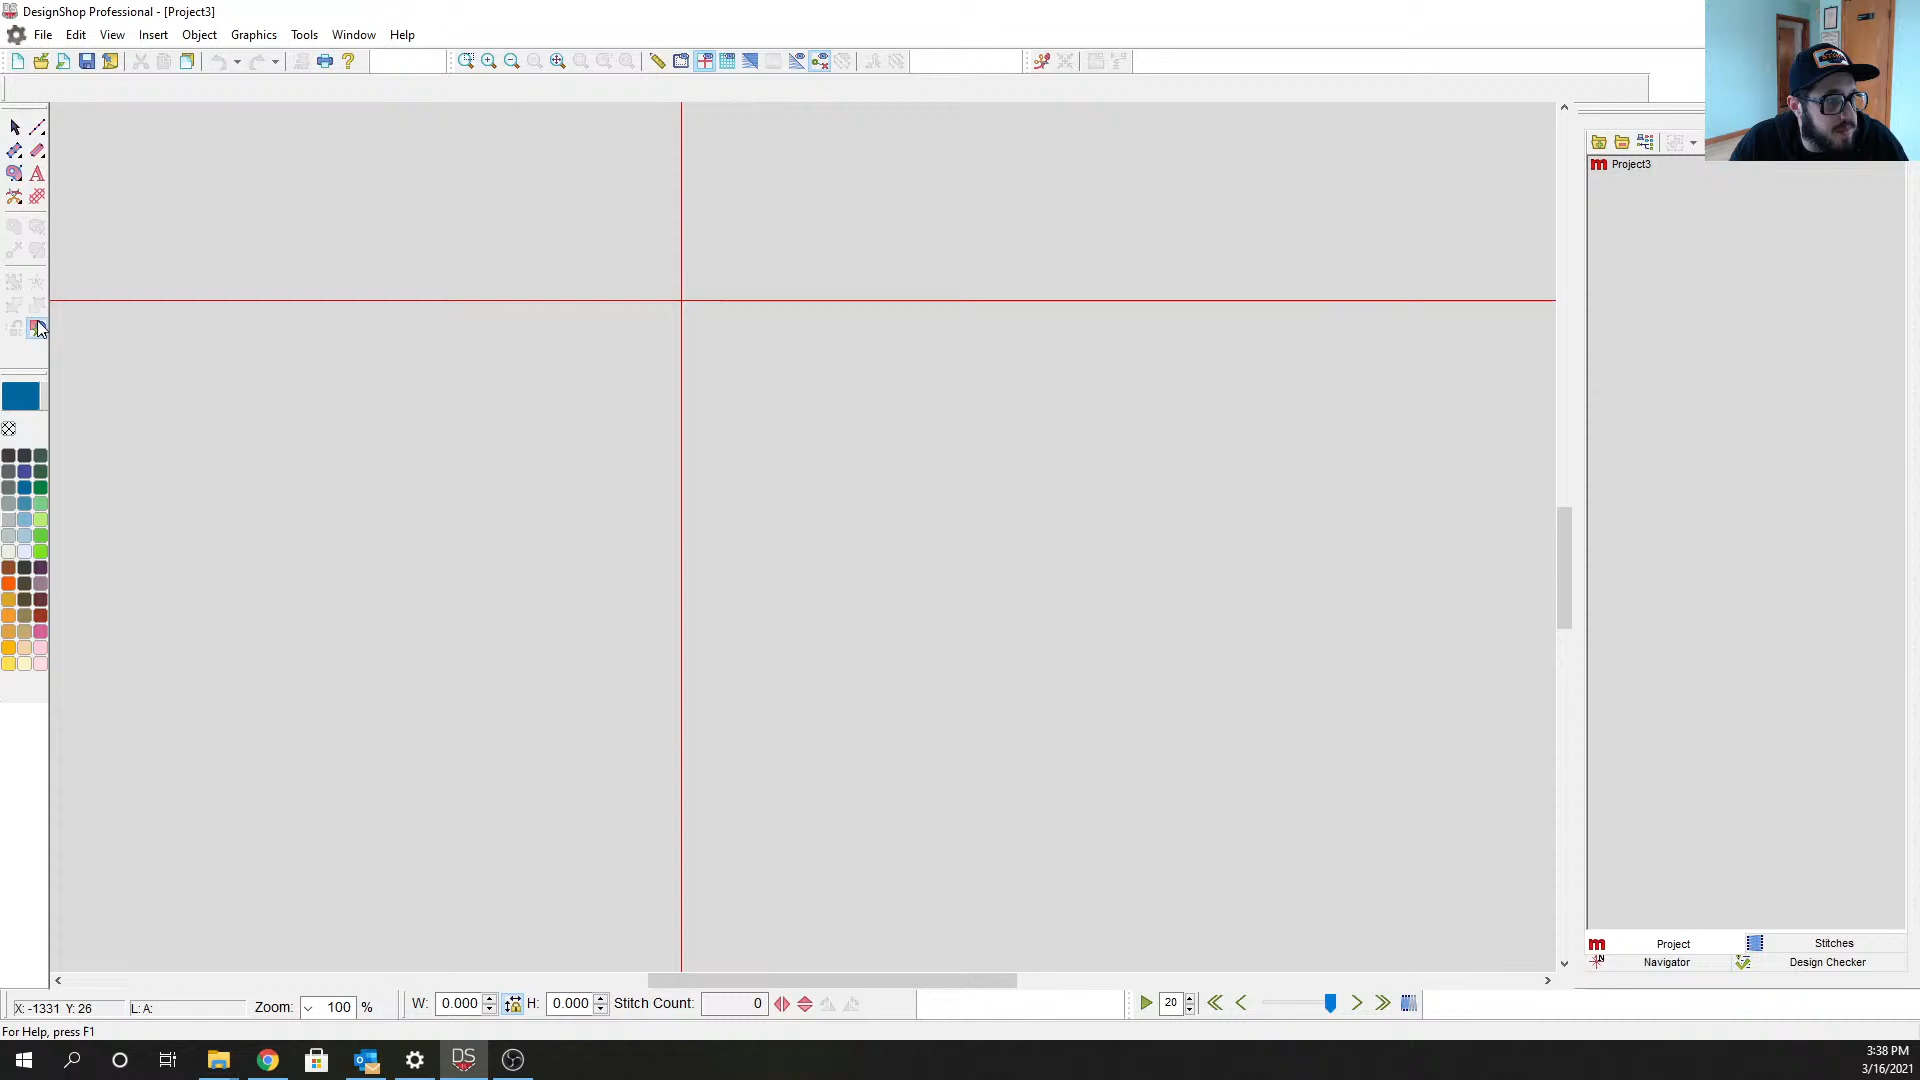 DesignShop Professional - [Project3]
File Edit View Insert Object Graphics Tools Window Help
Project3
Project
Stitches
Navigator
Design Checker
X: -1331 Y: 26
L: A:
Zoom: 100 %
W: 0.000
H: 0.000
Stitch Count: 0
20
For Help, press F1
DS
3:38 PM
3/16/2021